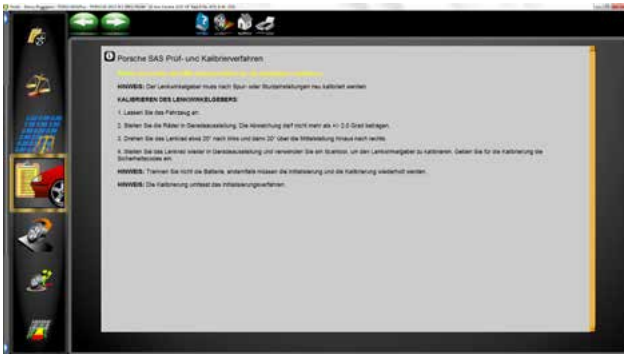 Porsche SAS Prüf- und Kalibrierverfahren
HINWEIS: Der Lenkwinkelgeber muss nach Spur- oder Sturzeinstellungen neu kalibriert werden
KALIBRIEREN DES LENKWINKELGEBERS:
1. Lassen Sie das Fahrzeug an.
2. Stellen Sie die Räder in Geradeausstellung. Die Abweichung darf nicht mehr als +/- 2,0 Grad betragen.
3. Drehen Sie das Lenkrad etwa 20° nach links und dann 20° über die Mittelstellung hinaus nach rechts.
4. Stellen Sie das Lenkrad wieder in Geradeausstellung und verwenden Sie ein Scantool, um den Lenkwinkelgeber zu kalibrieren. Geben Sie für die Kalibrierung die
Sicherheitscodes ein.
HINWEIS: Trennen Sie nicht die Batterie, andernfalls müssen die Initialisierung und die Kalibrierung wiederholt werden.
HINWEIS: Die Kalibrierung umfasst das Initialisierungsverfahren.